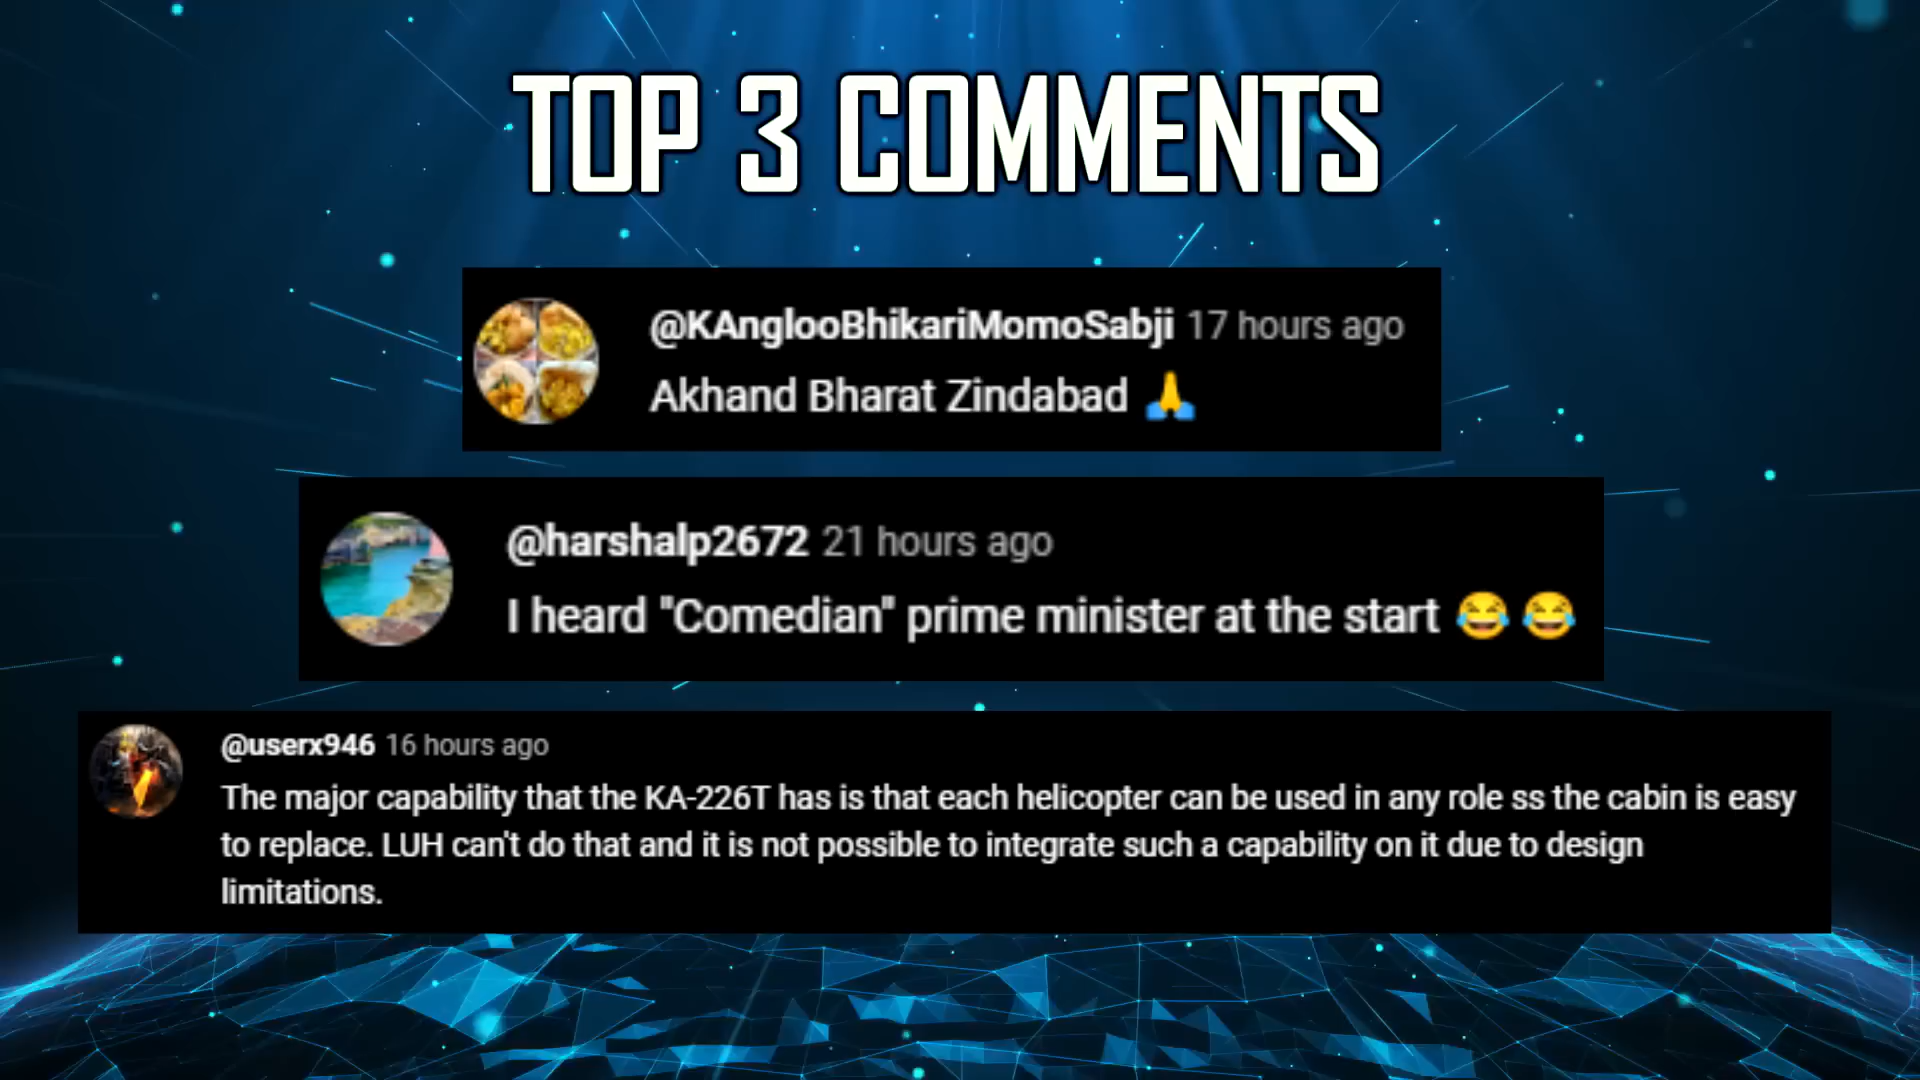 TOP 3 COMMENTS
@KAnglooBhikariMomoSabji 17 hours ago
Akhand Bharat Zindabad 🙏
@harshalp2672 21 hours ago
I heard "Comedian" prime minister at the start 😂😂
@userx946 16 hours ago
The major capability that the KA-226T has is that each helicopter can be used in any role ss the cabin is easy
to replace. LUH can't do that and it is not possible to integrate such a capability on it due to design
limitations.